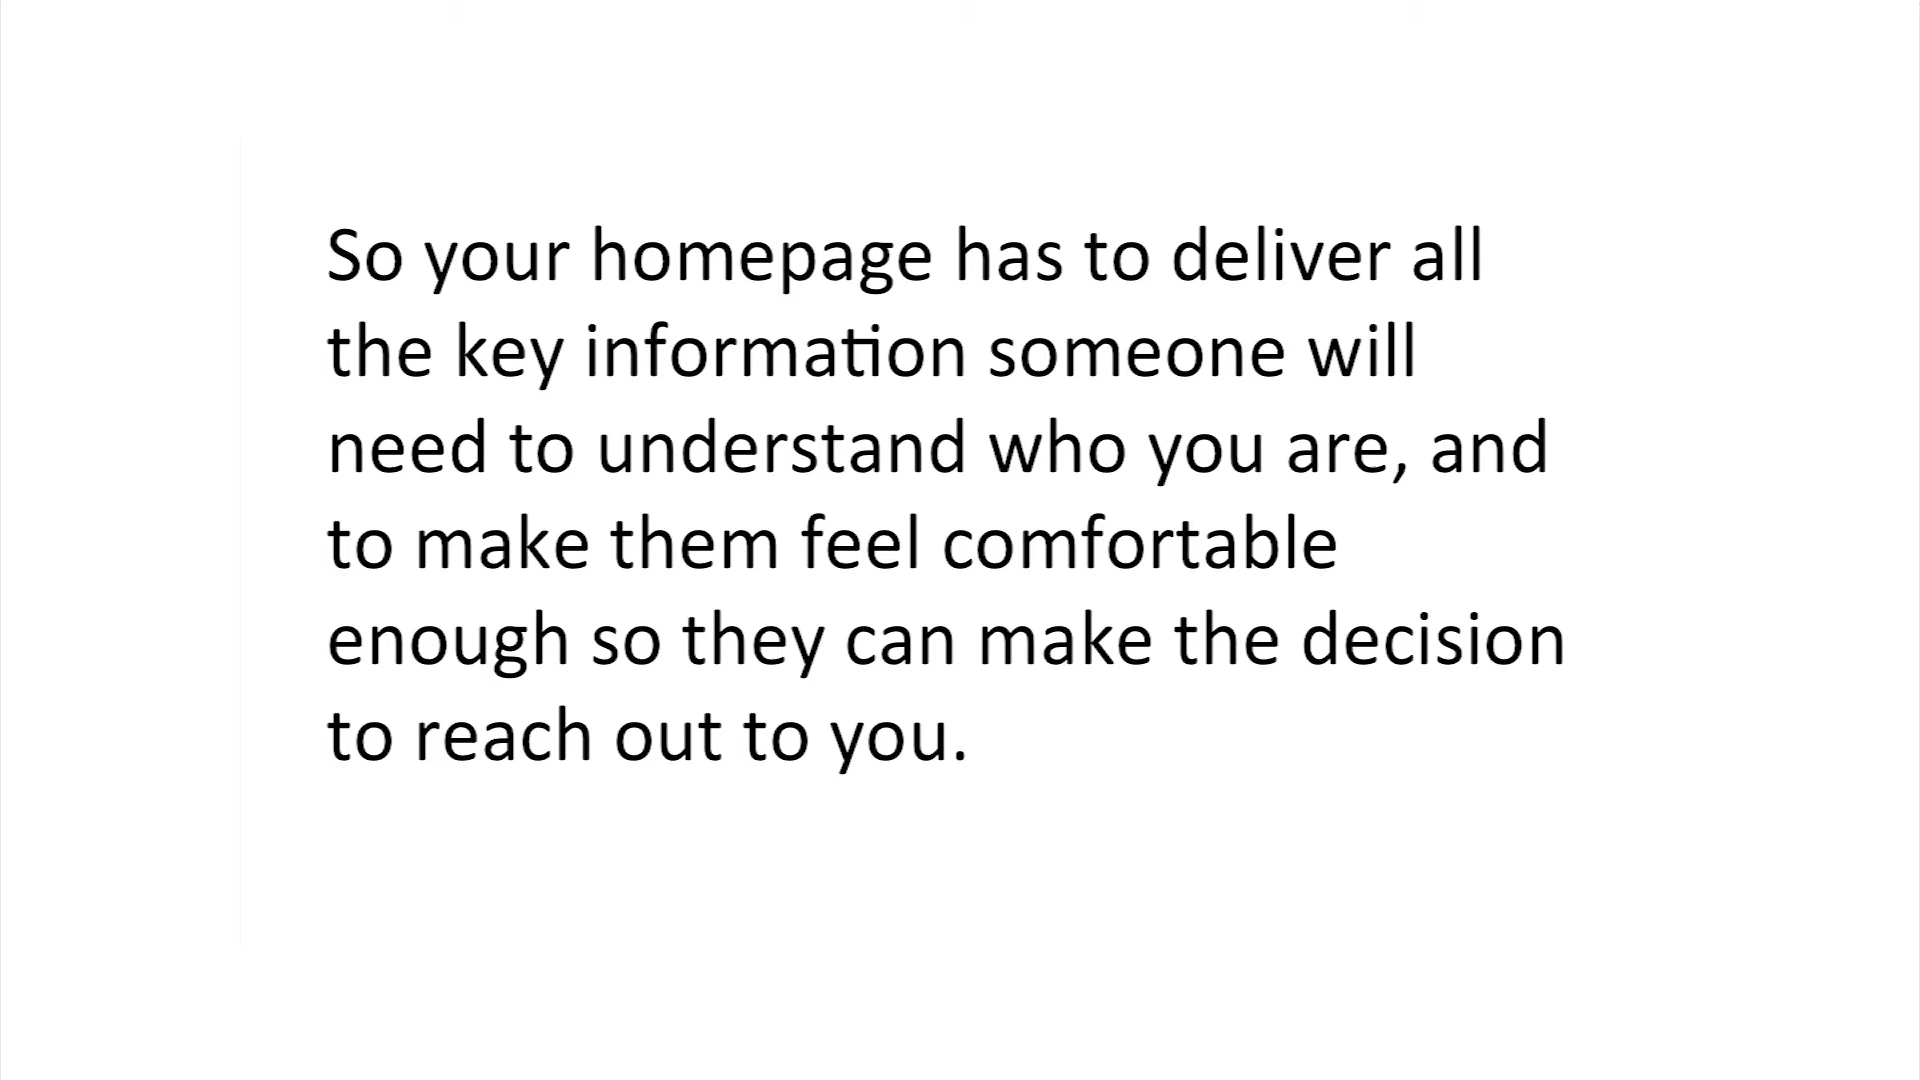 So your homepage has to deliver all
the key information someone will
need to understand who you are, and
to make them feel comfortable
enough so they can make the decision
to reach out to you.